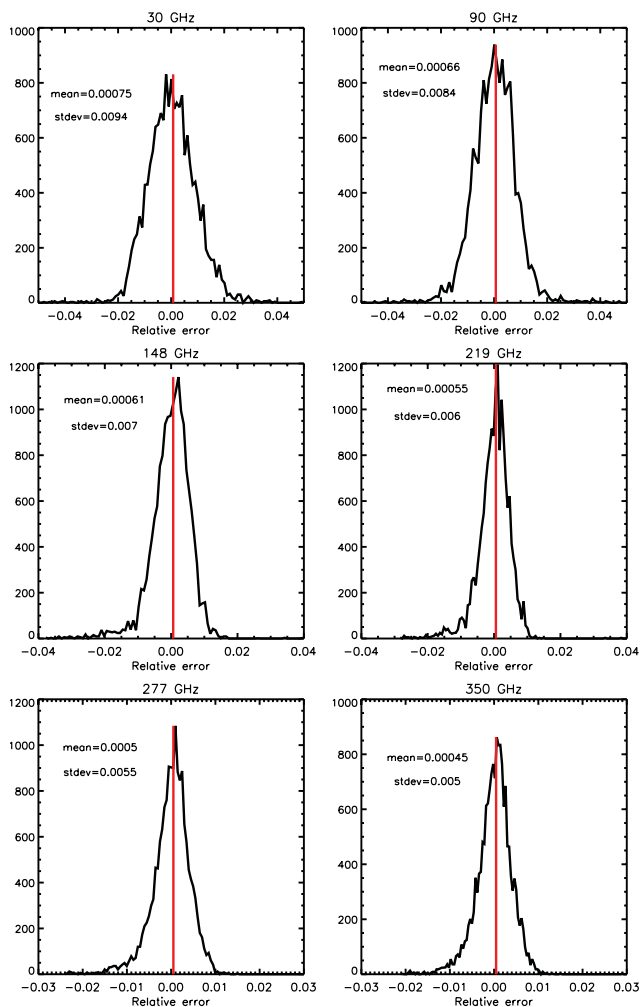 30 GHz
1000
800
600
400
200
0
mean=0.00075
stdev=0.0094
−0.04 −0.02 0.00 0.02 0.04
Relative error
90 GHz
1000
800
600
400
200
0
mean=0.00066
stdev=0.0084
−0.04 −0.02 0.00 0.02 0.04
Relative error
148 GHz
1200
1000
800
600
400
200
0
mean=0.00061
stdev=0.007
−0.04 −0.02 0.00 0.02 0.04
Relative error
219 GHz
1200
1000
800
600
400
200
0
mean=0.00055
stdev=0.006
−0.04 −0.02 0.00 0.02 0.04
Relative error
277 GHz
1200
1000
800
600
400
200
0
mean=0.0005
stdev=0.0055
−0.03 −0.02 −0.01 0.00 0.01 0.02 0.03
Relative error
350 GHz
1000
800
600
400
200
0
mean=0.00045
stdev=0.005
−0.03 −0.02 −0.01 0.00 0.01 0.02 0.03
Relative error